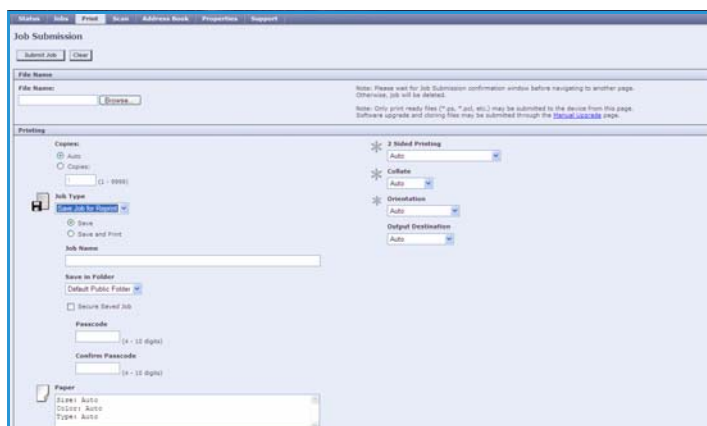 Status Jobs Print Scan Address Book Properties Support
Job Submission
Submit Job Clear
File Name
File Name:
Browse...
Note: Please wait for Job Submission confirmation window before navigating to another page.
Otherwise, job will be deleted.
Note: Only print ready files (*.ps, *.pcl, etc.) may be submitted to the device from this page.
Software upgrade and storing files may be submitted through the Manual Upgrade page.
Printing
Copies:
Auto
Copies:
(1 - 9999)
Job Type
Save Job for Reprint
Save
Save and Print
Job Name
Save in Folder
Default Public Folder
Secure Saved Job
Passcode
(4 - 10 digits)
Confirm Passcode
(4 - 10 digits)
Paper
Size: Auto
Color: Auto
Type: Auto
2 Sided Printing
Auto
Collate
Auto
Orientation
Auto
Output Destination
Auto